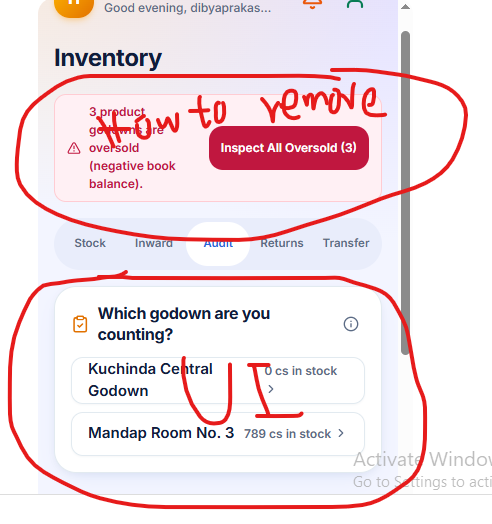 Good evening, dibyaprakas...
Inventory
How to remove
3 product
godowns are
oversold
(negative book
balance).
Inspect All Oversold (3)
Stock Inward Audit Returns Transfer
Which godown are you
counting?
Kuchinda Central
Godown
0 cs in stock
UI
Mandap Room No. 3 789 cs in stock
Activate Window
Go to Settings to acti